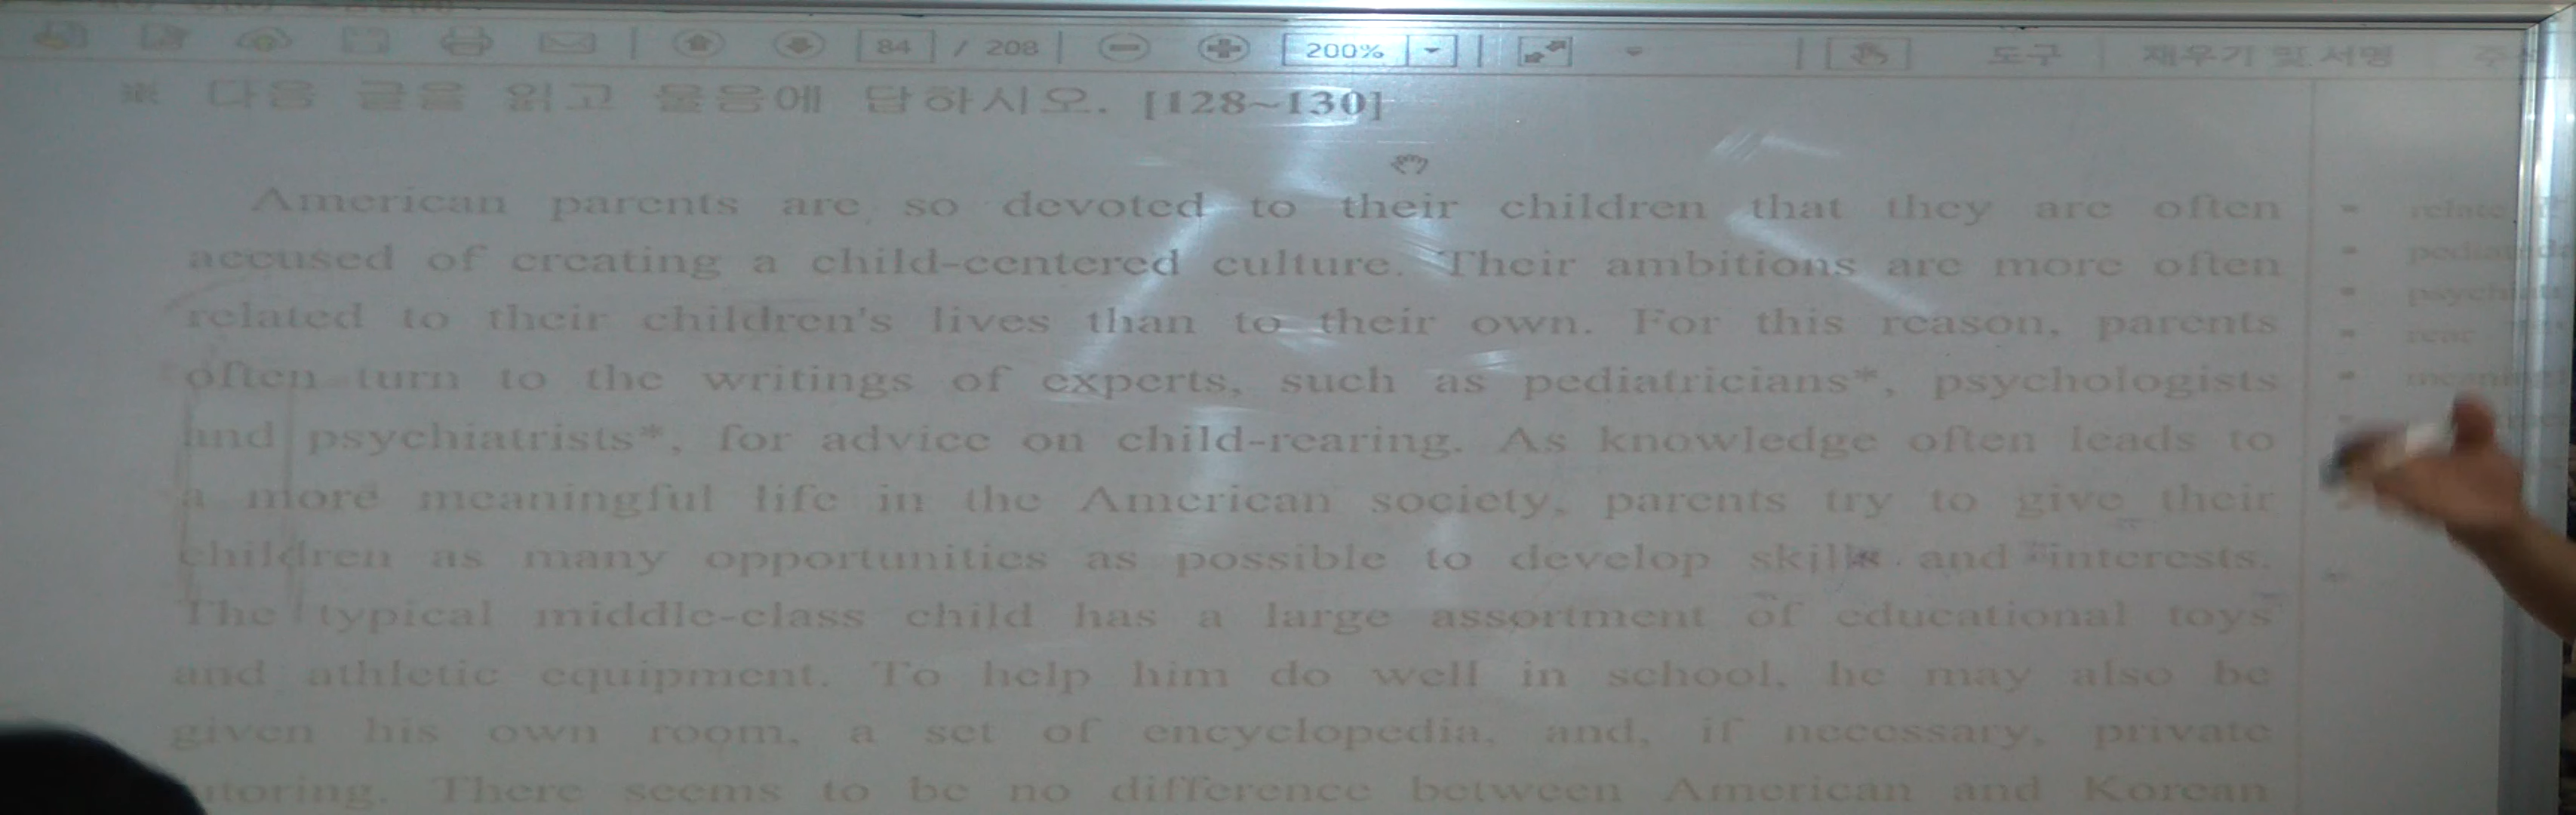 84 / 208 200% 도구 채우기 및 서명
※ 다음 글을 읽고 물음에 답하시오. [128~130]
American parents are so devoted to their children that they are often
accused of creating a child-centered culture. Their ambitions are more often
related to their children's lives than to their own. For this reason, parents
often turn to the writings of experts, such as pediatricians*, psychologists
and psychiatrists*, for advice on child-rearing. As knowledge often leads to
a more meaningful life in the American society, parents try to give their
children as many opportunities as possible to develop skills and interests.
The typical middle-class child has a large assortment of educational toys
and athletic equipment. To help him do well in school, he may also be
given his own room, a set of encyclopedia, and, if necessary, private
utoring. There seems to be no difference between American and Korean
relate